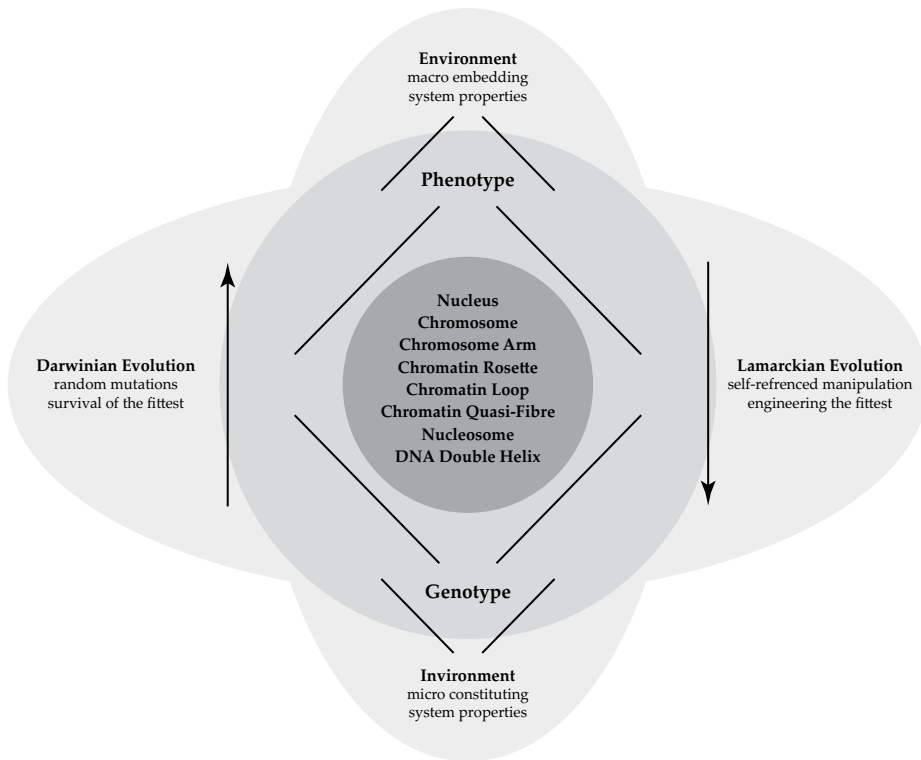 Environment
macro embedding
system properties
Phenotype
Nucleus
Chromosome
Chromosome Arm
Chromatin Rosette
Chromatin Loop
Chromatin Quasi-Fibre
Nucleosome
DNA Double Helix
Darwinian Evolution
random mutations
survival of the fittest
Lamarckian Evolution
self-refrenced manipulation
engineering the fittest
Genotype
Invironment
micro constituting
system properties